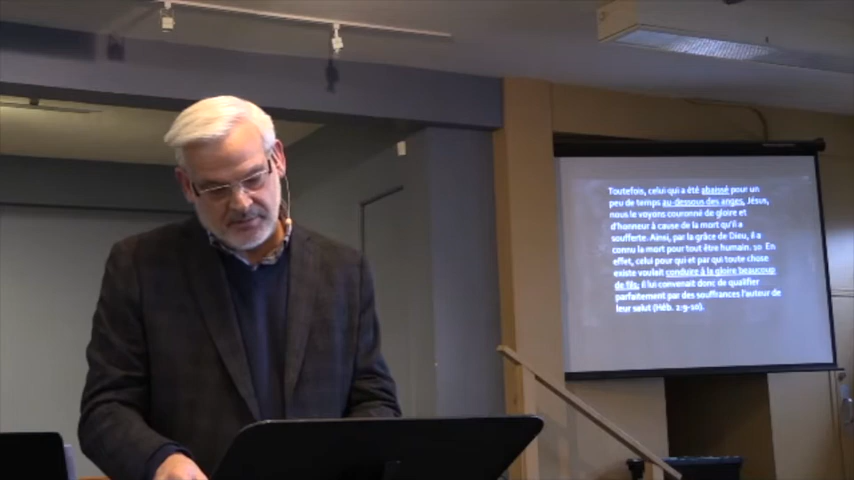 Toutefois, celui qui a été abaissé pour un
peu de temps au-dessous des anges, Jésus,
nous le voyons couronné de gloire et
d'honneur à cause de la mort qu'il a
soufferte. Ainsi, par la grâce de Dieu, il a
connu la mort pour tout être humain. 10 En
effet, celui pour qui et par qui toute chose
existe voulait conduire à la gloire beaucoup
de fils; il lui convenait donc de qualifier
parfaitement par des souffrances l'auteur de
leur salut (Héb. 2:9-10).